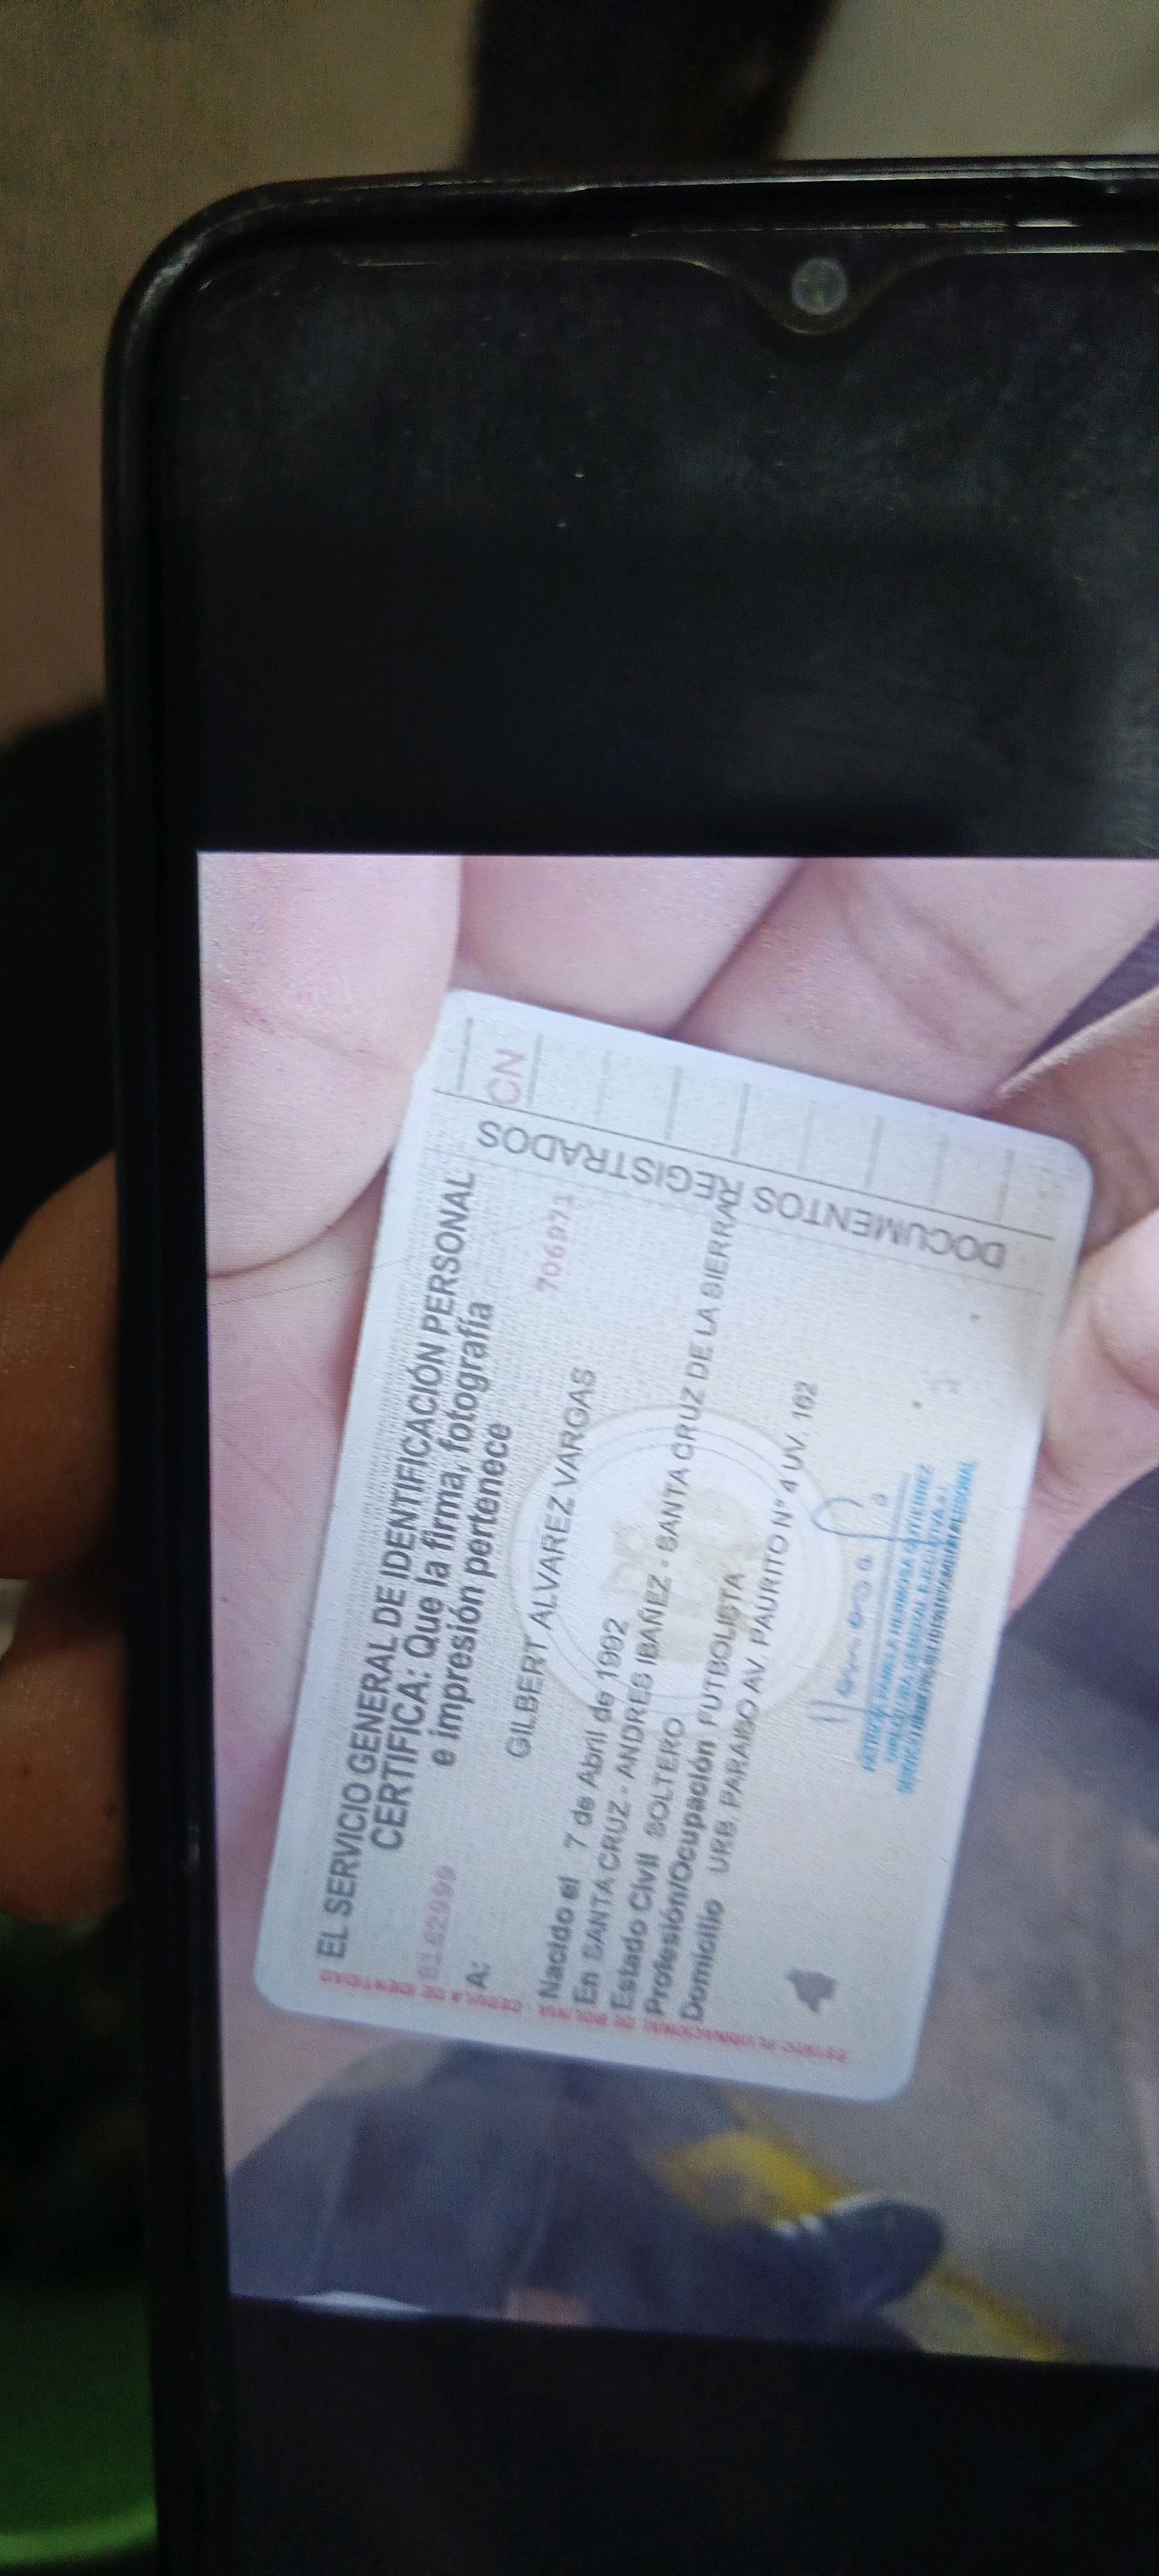 EL SERVICIO GENERAL DE IDENTIFICACIÓN PERSONAL
CERTIFICA: Que la firma, fotografía
e impresión pertenece
706971
A: GILBERT ALVAREZ VARGAS
Nacido el 7 de Abril de 1992
En SANTA CRUZ - ANDRES IBAÑEZ - SANTA CRUZ DE LA SIERRA
Estado Civil SOLTERO
Profesión/Ocupación FUTBOLISTA
Domicilio URB. PARAISO AV. PAURITO Nº 4 UV. 162
DOCUMENTOS REGISTRADOS
CN
ESTADO PLURINACIONAL DE BOLIVIA - CEDULA DE IDENTIDAD